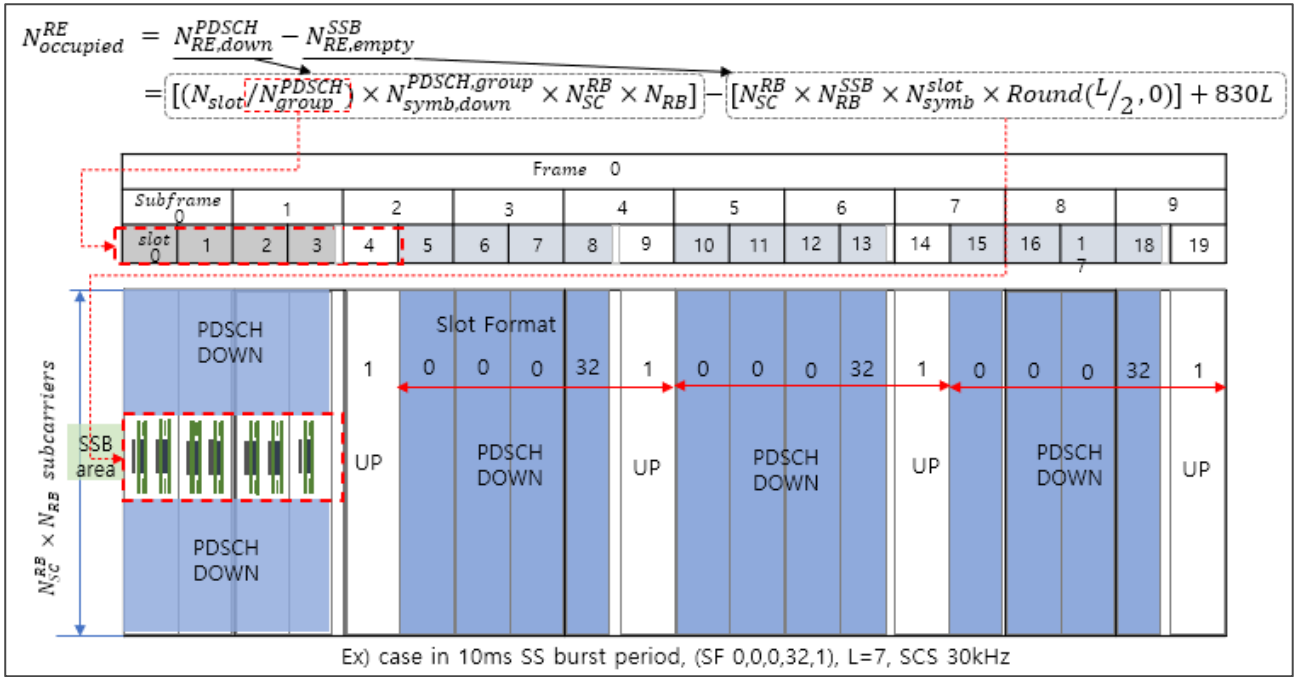 N_{occupied}^{RE} = N_{RE,down}^{PDSCH} − N_{RE,empty}^{SSB}
= [(N_{slot}/N_{group}^{PDSCH}) × N_{symb,down}^{PDSCH,group} × N_{SC}^{RB} × N_{RB}] − [N_{SC}^{RB} × N_{RB}^{SSB} × N_{symb}^{slot} × Round(L/2, 0)] + 830L
Frame 0
Subframe 0 1 2 3 4 5 6 7 8 9
slot 0 1 2 3 4 5 6 7 8 9 10 11 12 13 14 15 16 17 18 19
PDSCH
DOWN
Slot Format
1 0 0 0 32 1 0 0 0 32 1 0 0 0 32 1
SSB
area
UP
PDSCH
DOWN
UP
PDSCH
DOWN
UP
PDSCH
DOWN
UP
PDSCH
DOWN
N_{SC}^{RB} × N_{RB} subcarriers
Ex) case in 10ms SS burst period, (SF 0,0,0,32,1), L=7, SCS 30kHz